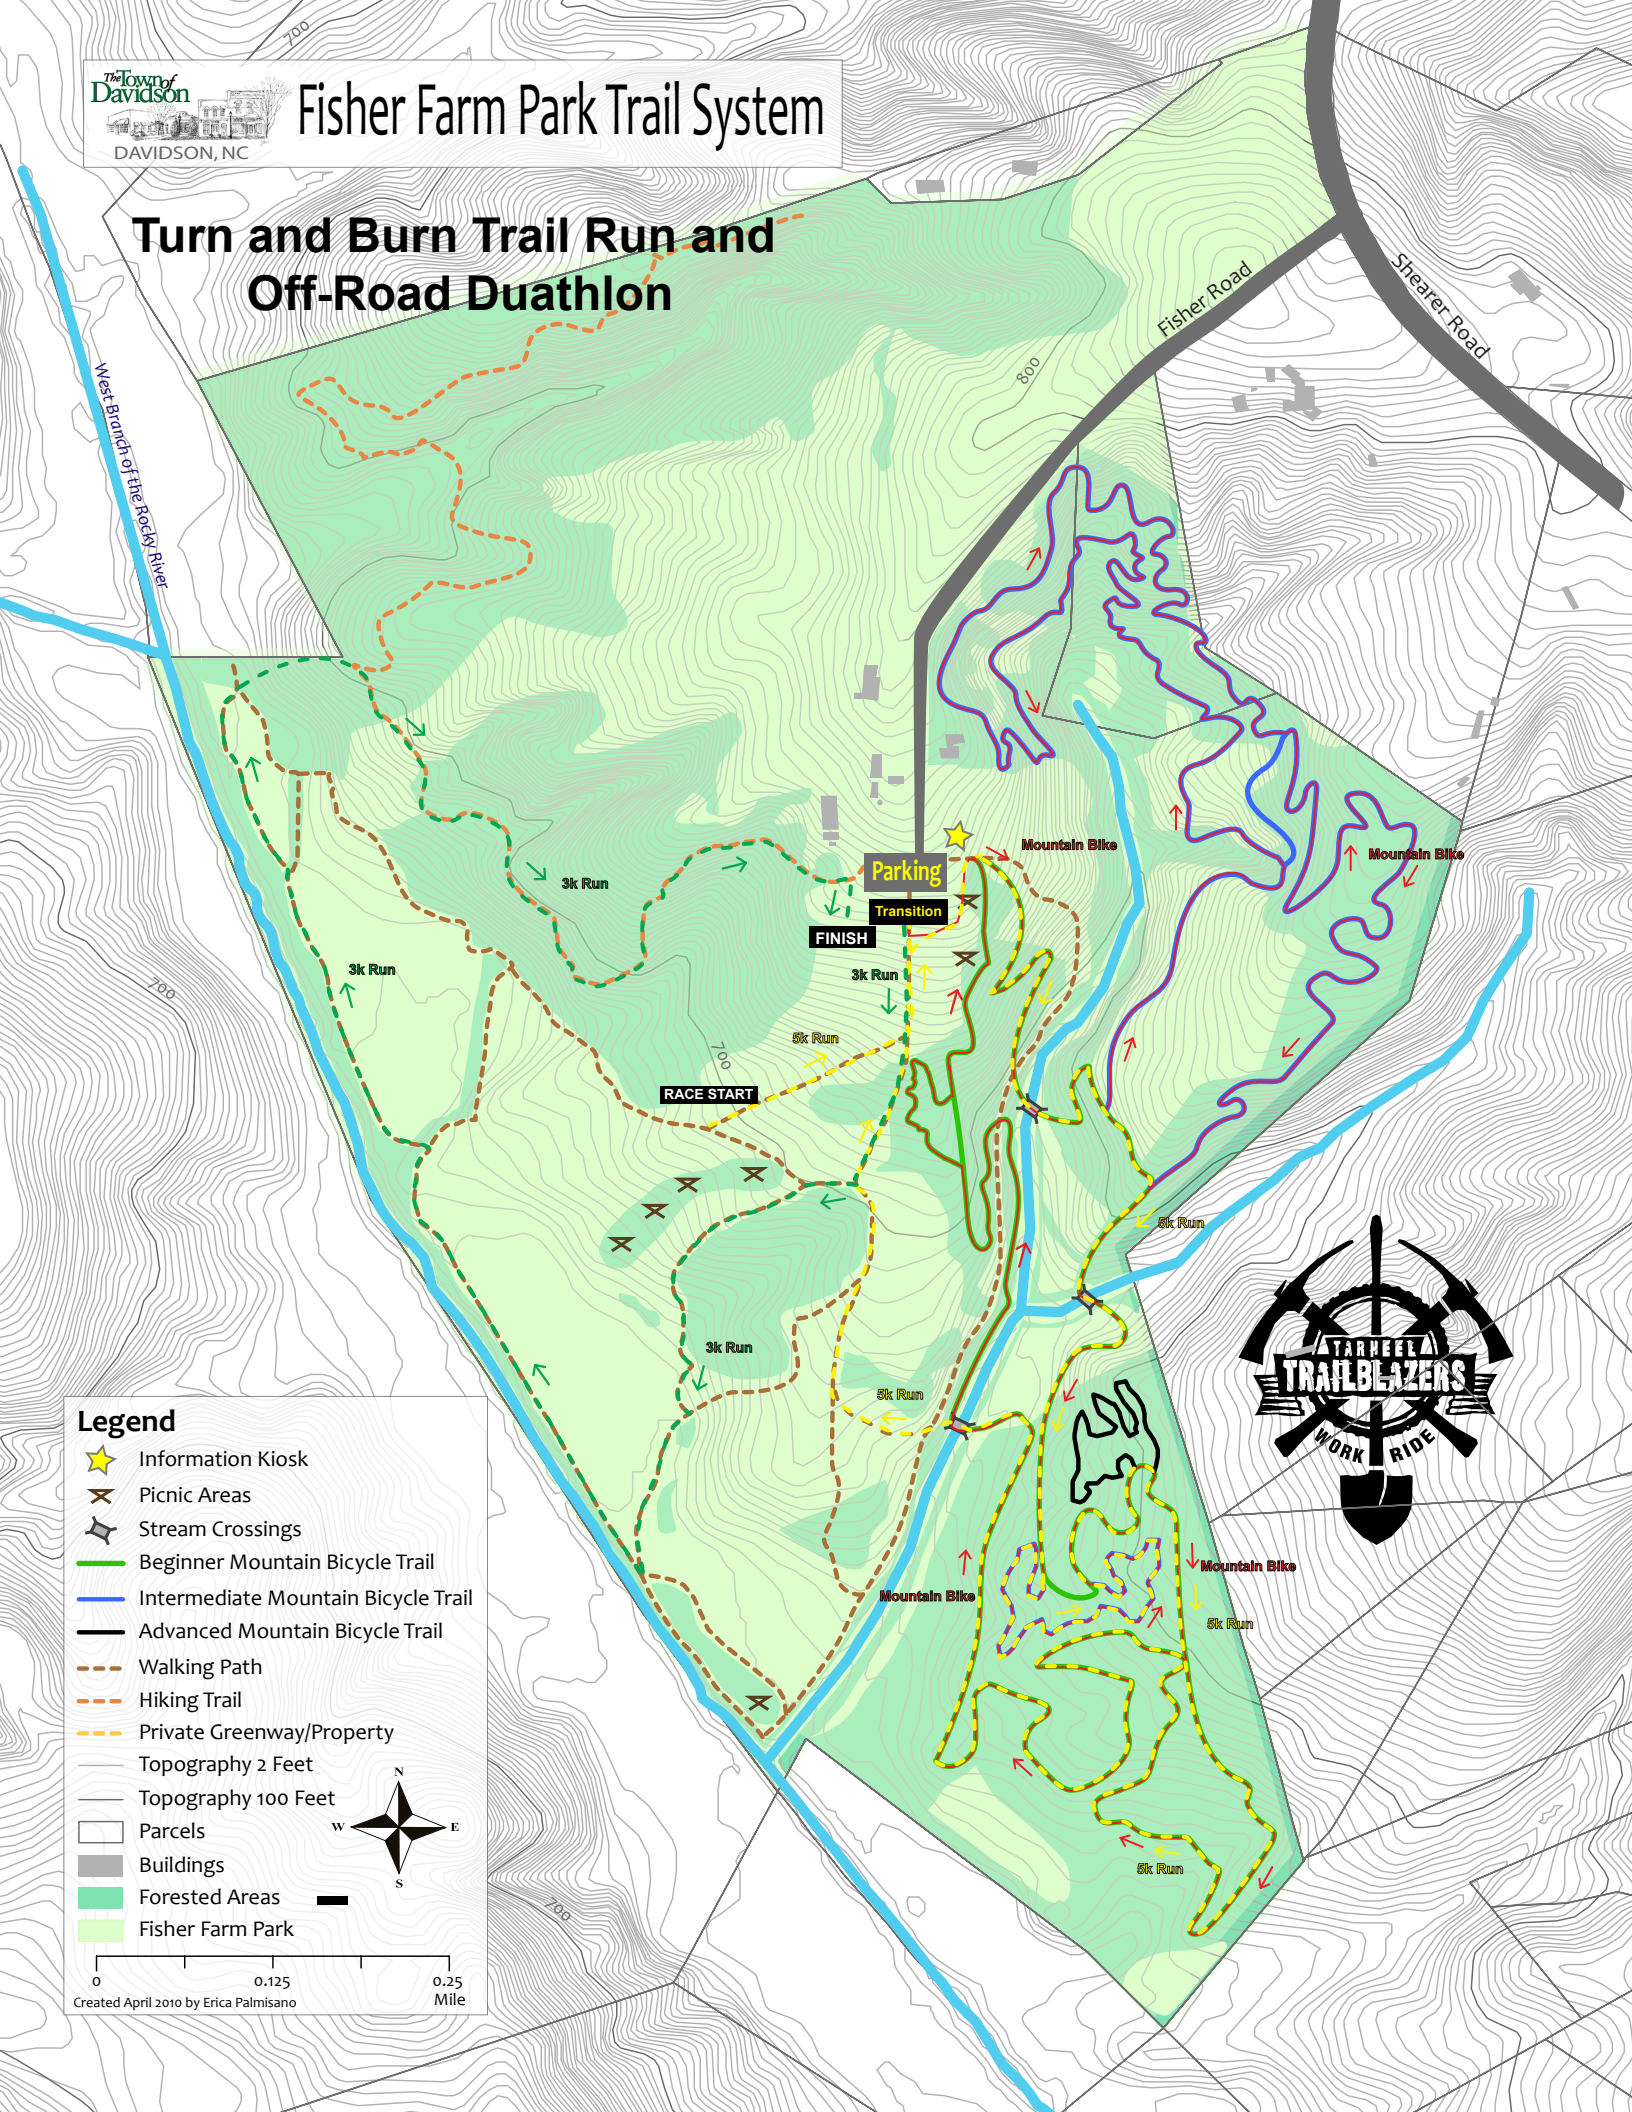 700
The Town of
Davidson
DAVIDSON, NC
Fisher Farm Park Trail System
Turn and Burn Trail Run and
Off-Road Duathlon
Fisher Road
Shearer Road
800
West Branch of the Rocky River
Mountain Bike
Mountain Bike
Parking
3k Run
Transition
FINISH
3k Run
3k Run
700
5k Run
700
RACE START
5k Run
3k Run
5k Run
TARHEEL
TRAILBLAZERS
WORK RIDE
Mountain Bike
Mountain Bike
5k Run
5k Run
Legend
Information Kiosk
Picnic Areas
Stream Crossings
Beginner Mountain Bicycle Trail
Intermediate Mountain Bicycle Trail
Advanced Mountain Bicycle Trail
Walking Path
Hiking Trail
Private Greenway/Property
Topography 2 Feet
Topography 100 Feet
Parcels
Buildings
Forested Areas
Fisher Farm Park
N
W E
S
700
0 0.125 0.25
Mile
Created April 2010 by Erica Palmisano